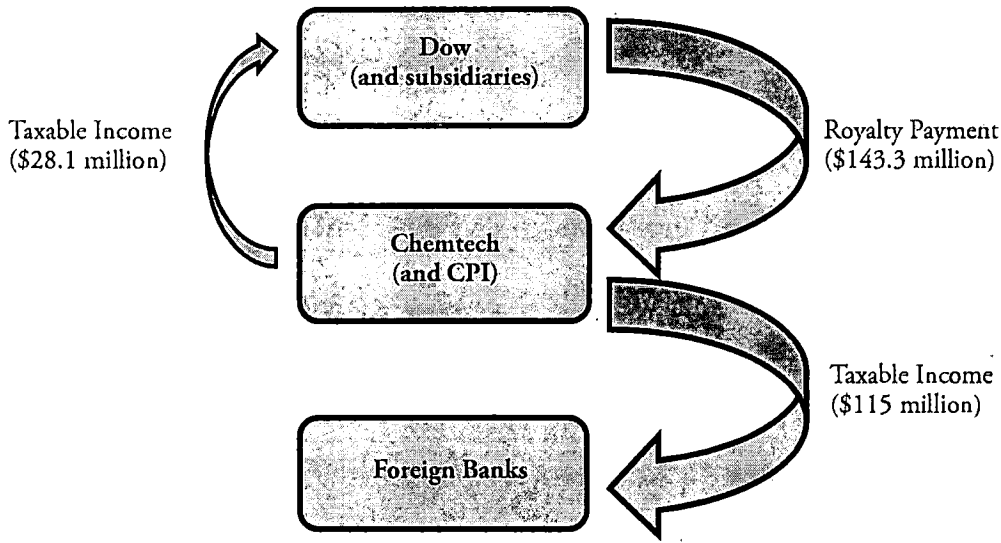 Dow
(and subsidiaries)
Taxable Income
($28.1 million)
Royalty Payment
($143.3 million)
Chemtech
(and CPI)
Taxable Income
($115 million)
Foreign Banks